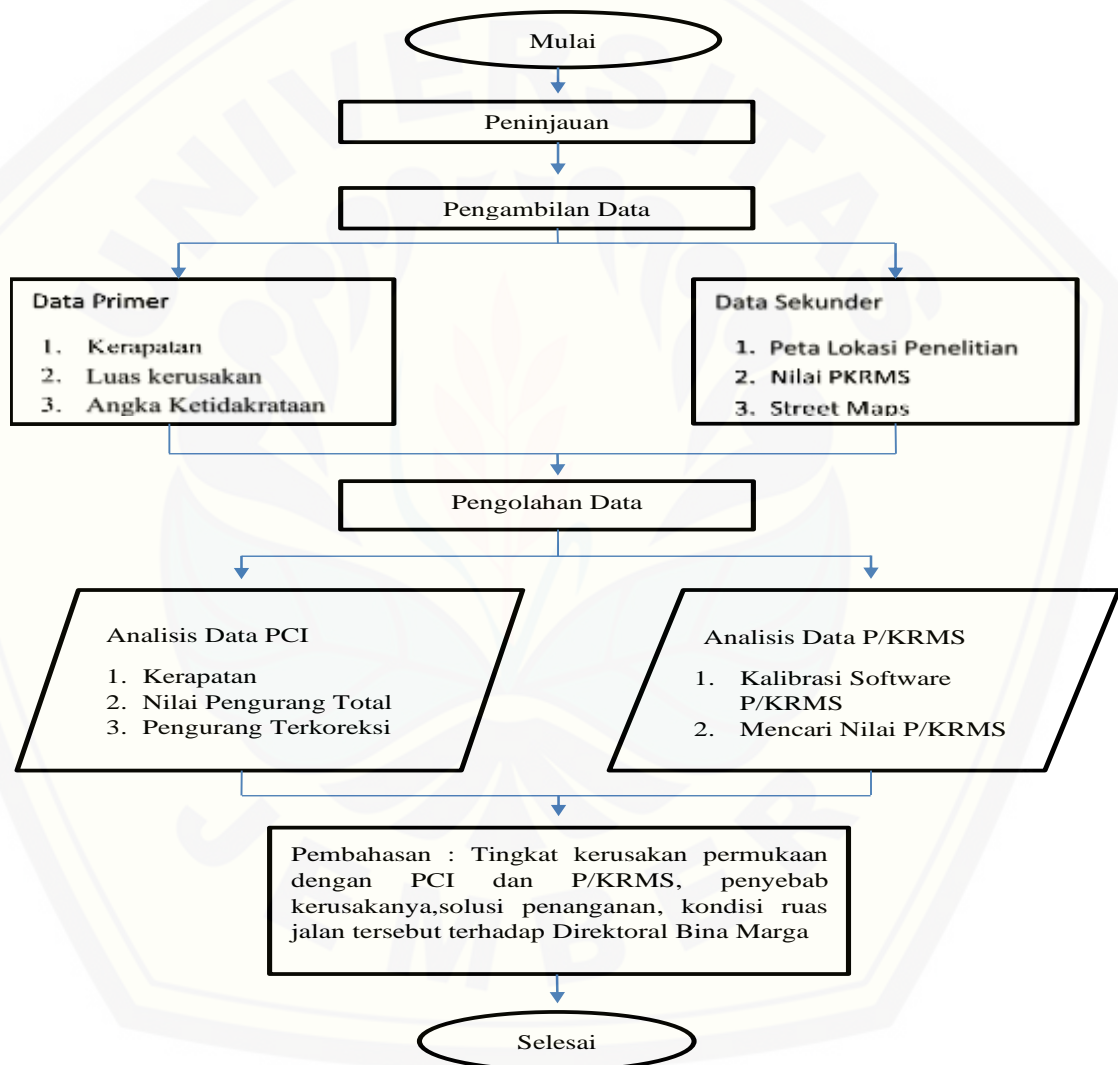 Mulai
Peninjauan
Pengambilan Data
Data Primer
1. Kerapatan
2. Luas kerusakan
3. Angka Ketidakrataan
Data Sekunder
1. Peta Lokasi Penelitian
2. Nilai PKRMS
3. Street Maps
Pengolahan Data
Analisis Data PCI
1. Kerapatan
2. Nilai Pengurang Total
3. Pengurang Terkoreksi
Analisis Data P/KRMS
1. Kalibrasi Software
P/KRMS
2. Mencari Nilai P/KRMS
Pembahasan : Tingkat kerusakan permukaan
dengan PCI dan P/KRMS, penyebab
kerusakanya,solusi penanganan, kondisi ruas
jalan tersebut terhadap Direktoral Bina Marga
Selesai
UNIVERSITAS
JEMBER